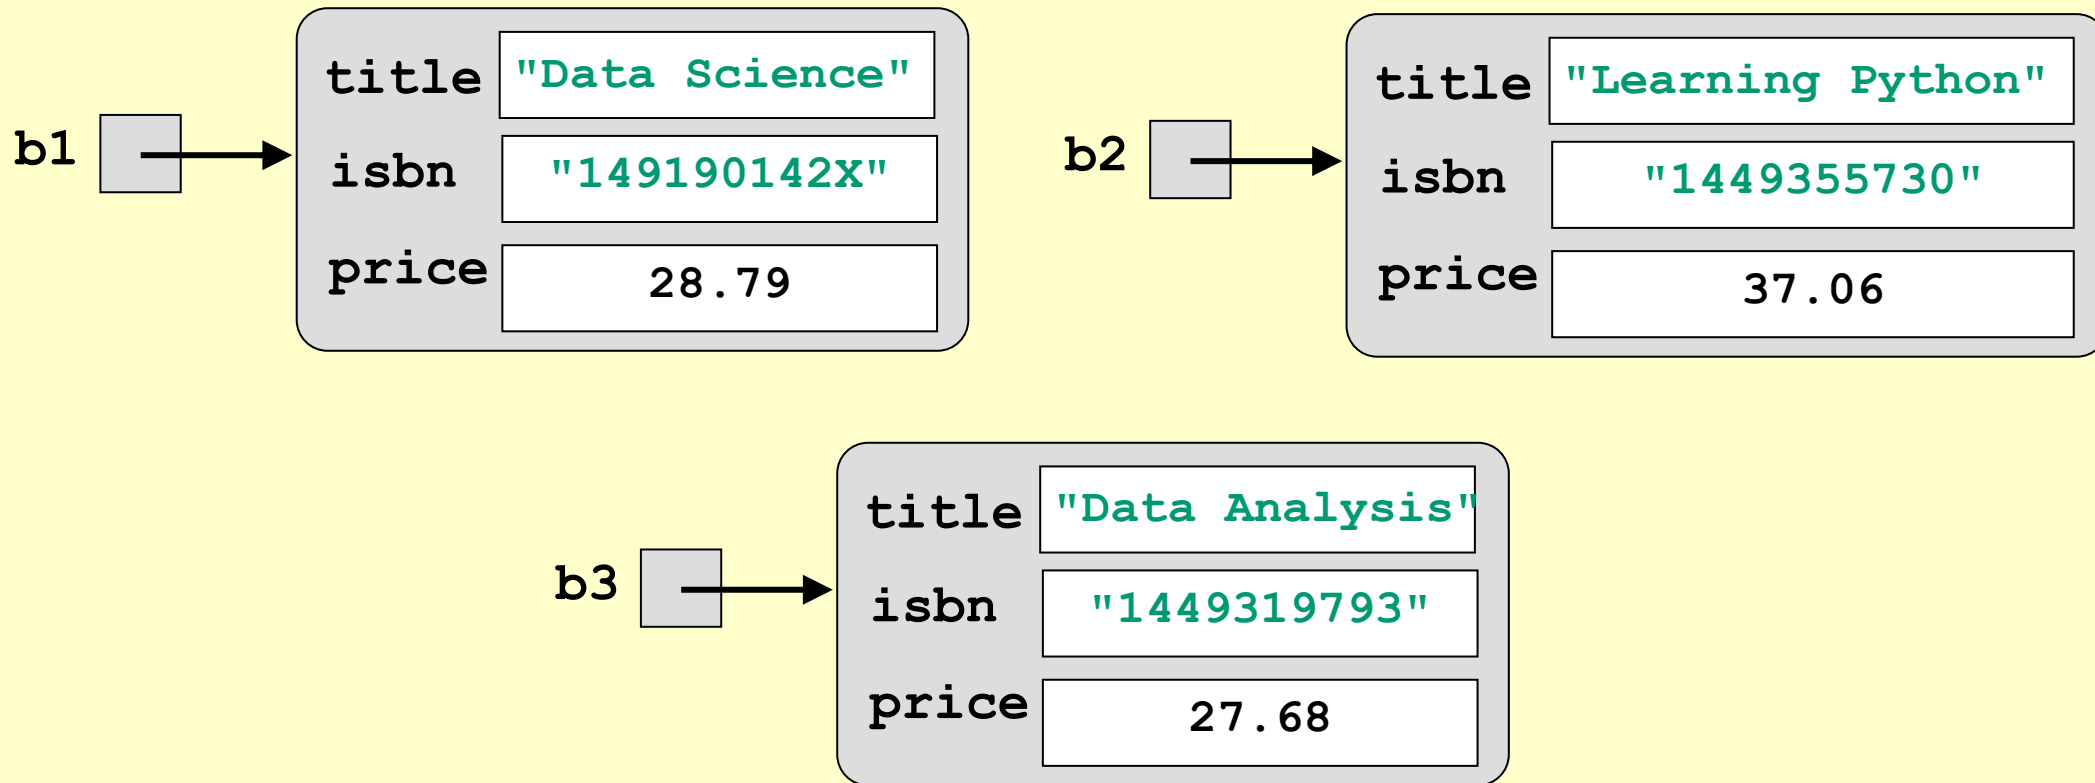 b1
title "Data Science"
isbn "149190142X"
price 28.79
b2
title "Learning Python"
isbn "1449355730"
price 37.06
b3
title "Data Analysis"
isbn "1449319793"
price 27.68